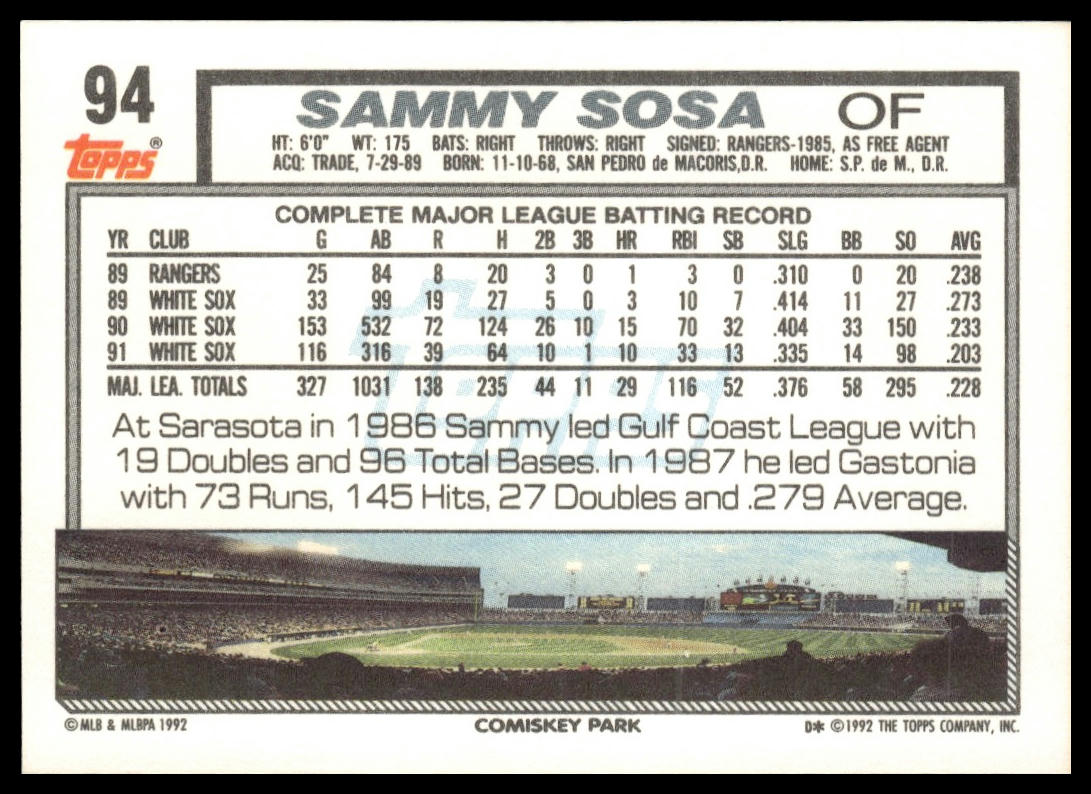 94
topps®
SAMMY SOSA OF
HT: 6'0" WT: 175 BATS: RIGHT THROWS: RIGHT SIGNED: RANGERS-1985, AS FREE AGENT
ACQ: TRADE, 7-29-89 BORN: 11-10-68, SAN PEDRO de MACORIS,D.R. HOME: S.P. de M., D.R.
COMPLETE MAJOR LEAGUE BATTING RECORD
YR CLUB G AB R H 2B 3B HR RBI SB SLG BB SO AVG
89 RANGERS 25 84 8 20 3 0 1 3 0 .310 0 20 .238
89 WHITE SOX 33 99 19 27 5 0 3 10 7 .414 11 27 .273
90 WHITE SOX 153 532 72 124 26 10 15 70 32 .404 33 150 .233
91 WHITE SOX 116 316 39 64 10 1 10 33 13 .335 14 98 .203
MAJ. LEA. TOTALS 327 1031 138 235 44 11 29 116 52 .376 58 295 .228
topps
At Sarasota in 1986 Sammy led Gulf Coast League with
19 Doubles and 96 Total Bases. In 1987 he led Gastonia
with 73 Runs, 145 Hits, 27 Doubles and .279 Average.
© MLB & MLBPA 1992 COMISKEY PARK D* © 1992 THE TOPPS COMPANY, INC.